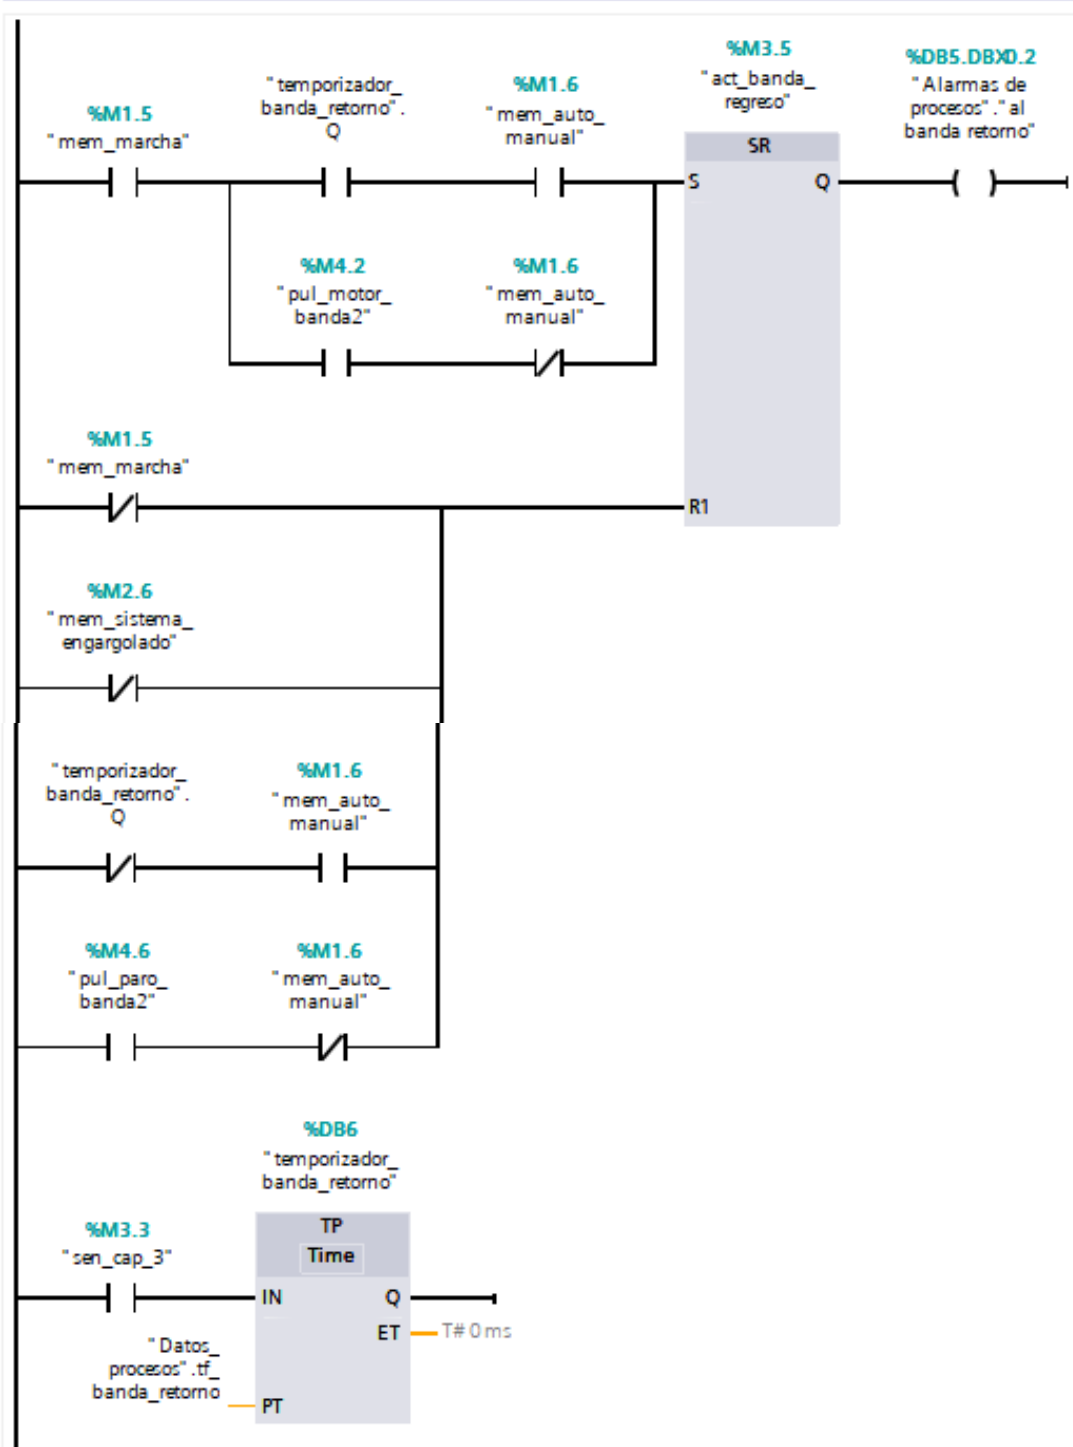 %M3.5
"act_banda_
regreso"
%DB5.DBX0.2
"Alarmas de
procesos"."al
banda retorno"
"temporizador_
banda_retorno".
Q
%M1.6
"mem_auto_
manual"
%M1.5
"mem_marcha"
SR
S
Q
%M4.2
"pul_motor_
banda2"
%M1.6
"mem_auto_
manual"
%M1.5
"mem_marcha"
R1
%M2.6
"mem_sistema_
engargolado"
"temporizador_
banda_retorno".
Q
%M1.6
"mem_auto_
manual"
%M4.6
"pul_paro_
banda2"
%M1.6
"mem_auto_
manual"
%DB6
"temporizador_
banda_retorno"
%M3.3
"sen_cap_3"
TP
Time
IN
Q
ET
T#0ms
"Datos_
procesos".tf_
banda_retorno
PT